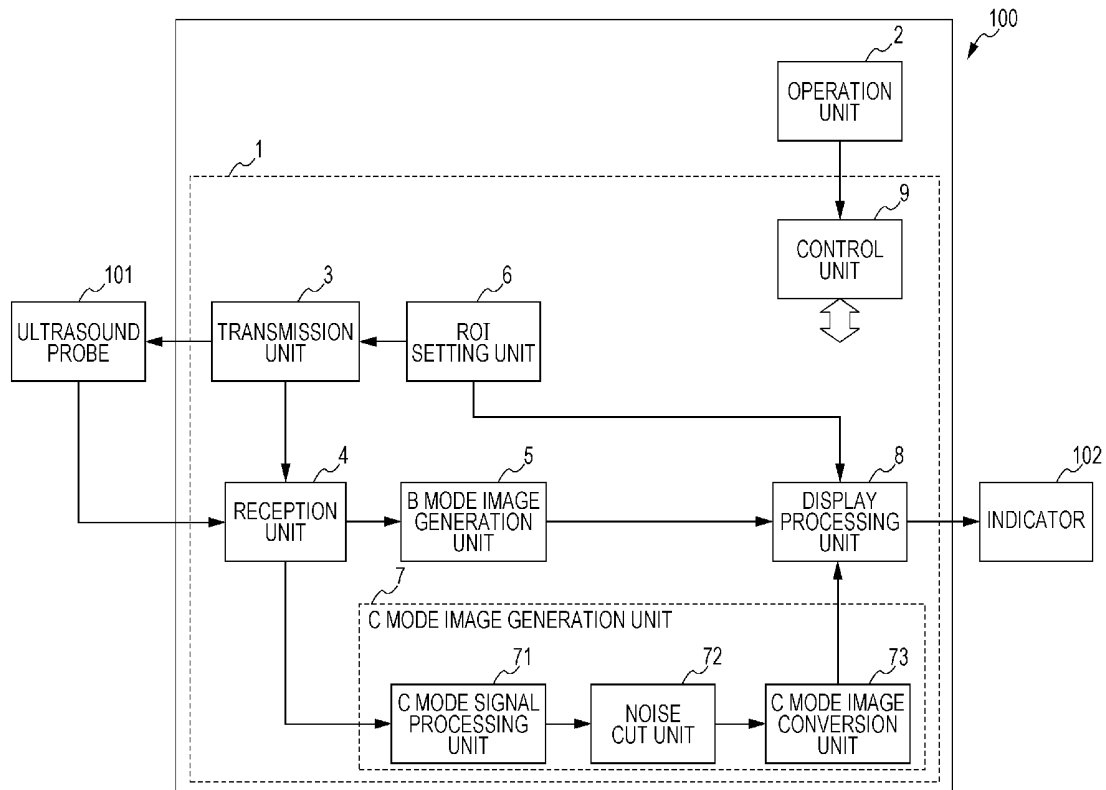 100
2
OPERATION
UNIT
1
9
CONTROL
UNIT
101
ULTRASOUND
PROBE
3
TRANSMISSION
UNIT
6
ROI
SETTING UNIT
4
RECEPTION
UNIT
5
B MODE IMAGE
GENERATION
UNIT
8
DISPLAY
PROCESSING
UNIT
102
INDICATOR
7
C MODE IMAGE GENERATION UNIT
71
C MODE SIGNAL
PROCESSING
UNIT
72
NOISE
CUT UNIT
73
C MODE IMAGE
CONVERSION
UNIT